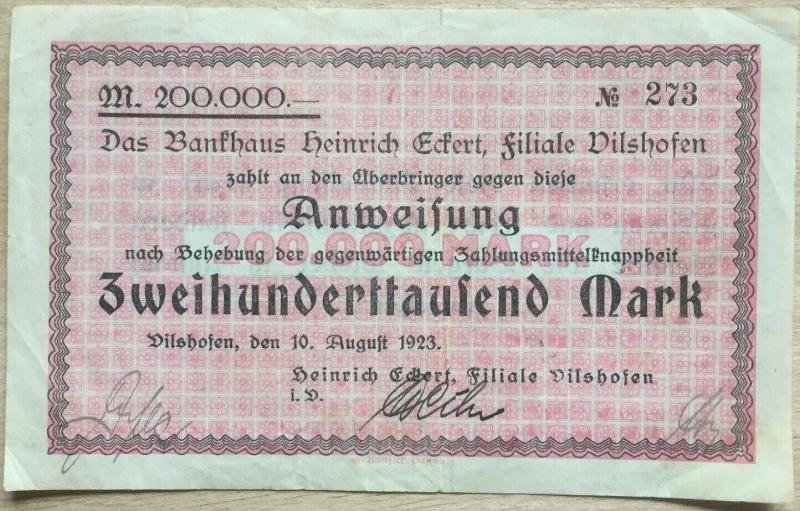 M. 200.000.—
№ 273
Das Bankhaus Heinrich Eckert, Filiale Vilshofen
zahlt an den Überbringer gegen diese
Anweisung
200.000 MARK
nach Behebung der gegenwärtigen Zahlungsmittelknappheit
Zweihunderttausend Mark
Vilshofen, den 10. August 1923.
Heinrich Eckert, Filiale Vilshofen
i. V.